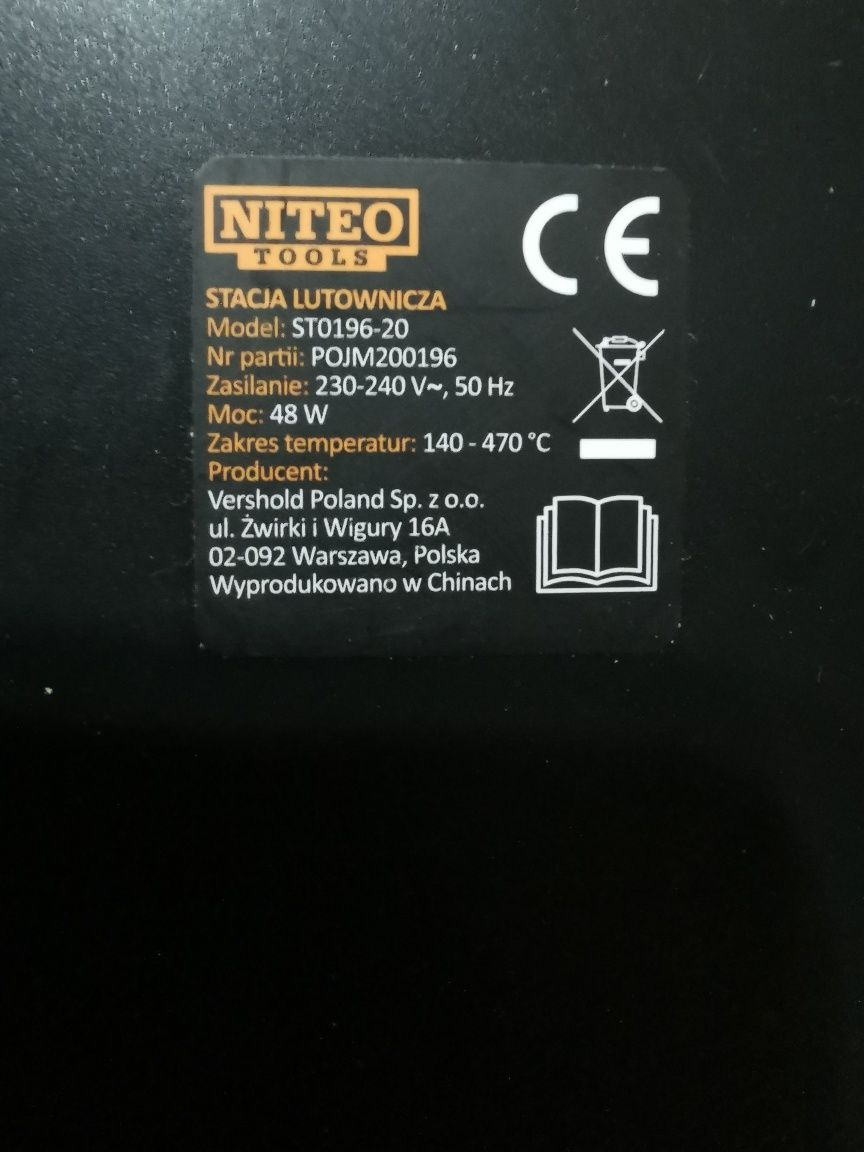 NITEO
TOOLS
CE
STACJA LUTOWNICZA
Model: ST0196-20
Nr partii: POJM200196
Zasilanie: 230-240 V~, 50 Hz
Moc: 48 W
Zakres temperatur: 140 - 470 °C
Producent:
Vershold Poland Sp. z o.o.
ul. Żwirki i Wigury 16A
02-092 Warszawa, Polska
Wyprodukowano w Chinach